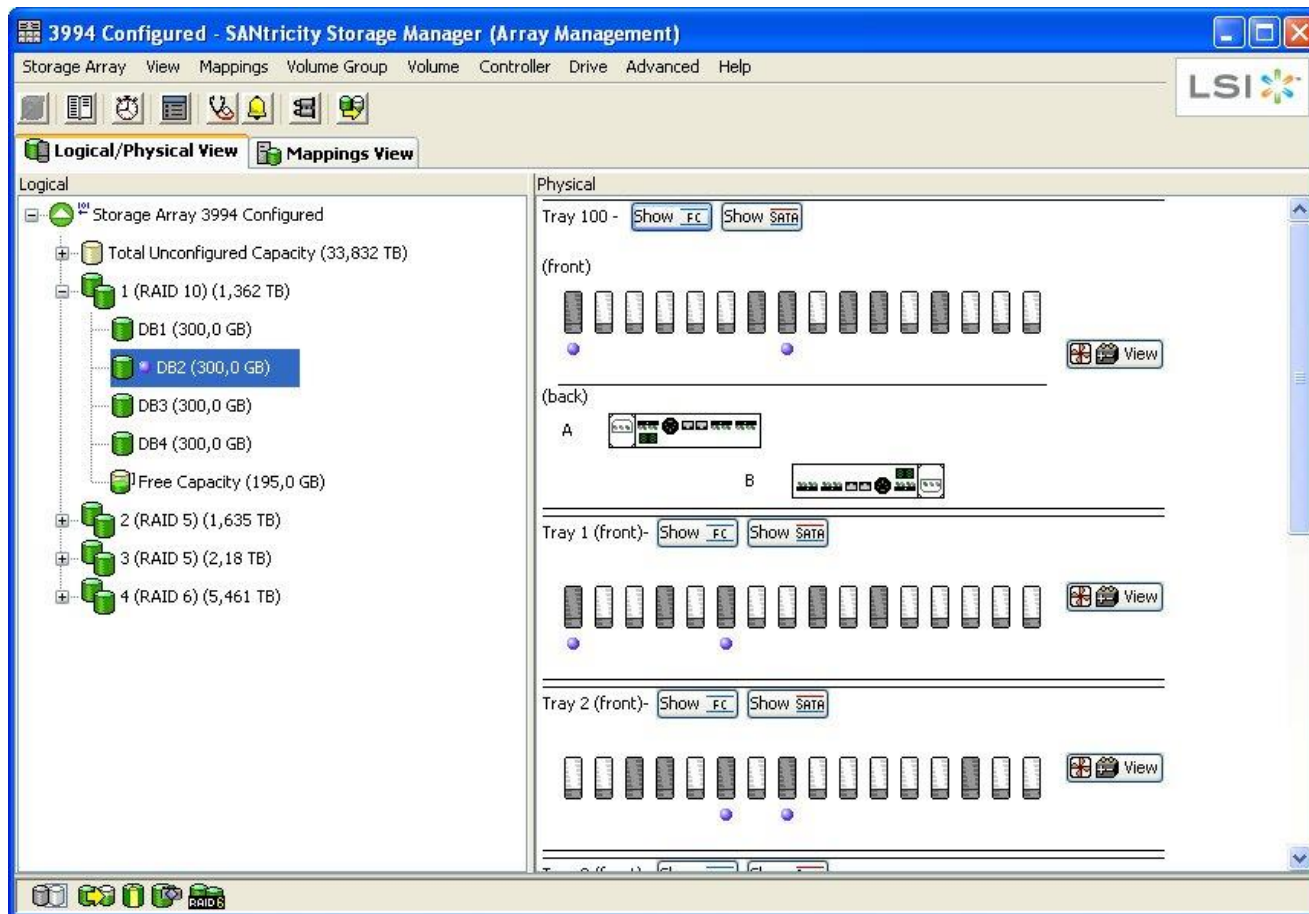 3994 Configured - SANtricity Storage Manager (Array Management)
Storage Array View Mappings Volume Group Volume Controller Drive Advanced Help
LSI
Logical/Physical View Mappings View
Logical
Storage Array 3994 Configured
Total Unconfigured Capacity (33,832 TB)
1 (RAID 10) (1,362 TB)
DB1 (300,0 GB)
DB2 (300,0 GB)
DB3 (300,0 GB)
DB4 (300,0 GB)
Free Capacity (195,0 GB)
2 (RAID 5) (1,635 TB)
3 (RAID 5) (2,18 TB)
4 (RAID 6) (5,461 TB)
Physical
Tray 100 - Show FC Show SATA
(front)
View
(back)
A
B
Tray 1 (front)- Show FC Show SATA
View
Tray 2 (front)- Show FC Show SATA
View
RAID 6